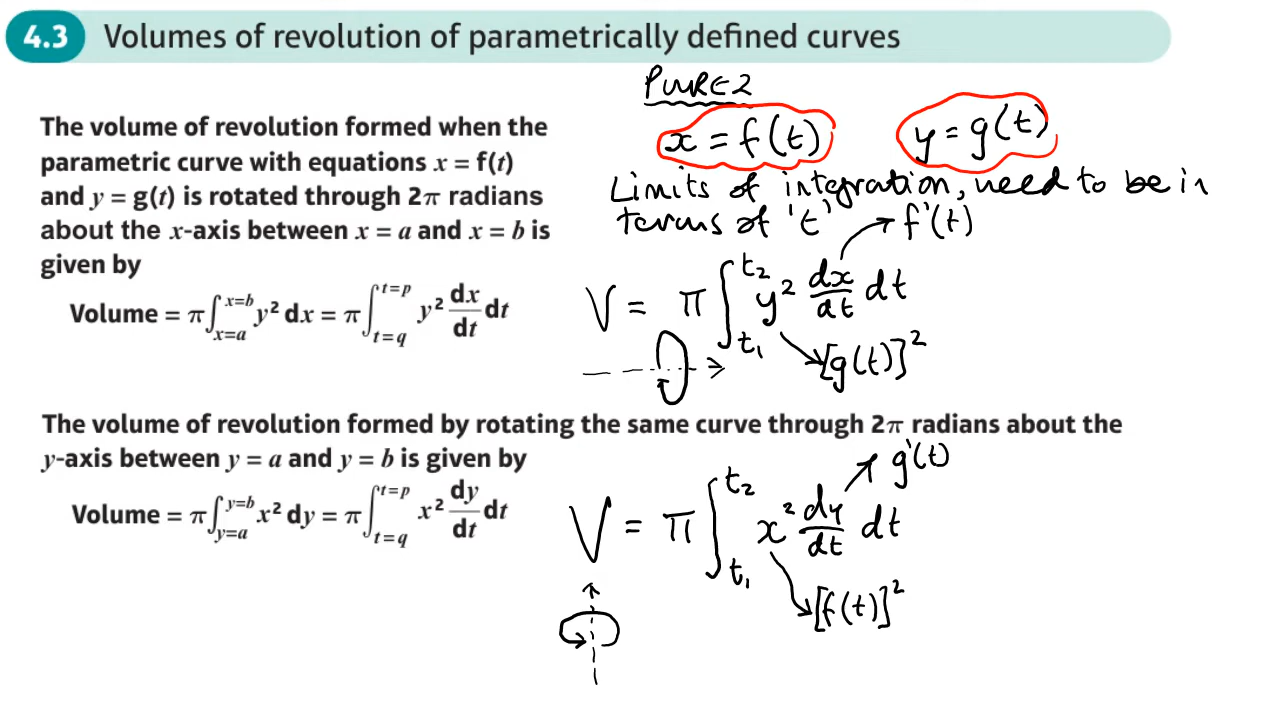 4.3 Volumes of revolution of parametrically defined curves
PURE 2
x = f(t) y = g(t)
Limits of integration, need to be in
terms of 't'
The volume of revolution formed when the
parametric curve with equations x = f(t)
and y = g(t) is rotated through 2π radians
about the x-axis between x = a and x = b is
given by
Volume = π∫_{x=a}^{x=b} y² dx = π∫_{t=q}^{t=p} y² dx/dt dt
f'(t)
V = π ∫_{t₁}^{t₂} y² dx/dt dt
[g(t)]²
The volume of revolution formed by rotating the same curve through 2π radians about the
y-axis between y = a and y = b is given by
Volume = π∫_{y=a}^{y=b} x² dy = π∫_{t=q}^{t=p} x² dy/dt dt
g'(t)
V = π ∫_{t₁}^{t₂} x² dy/dt dt
[f(t)]²